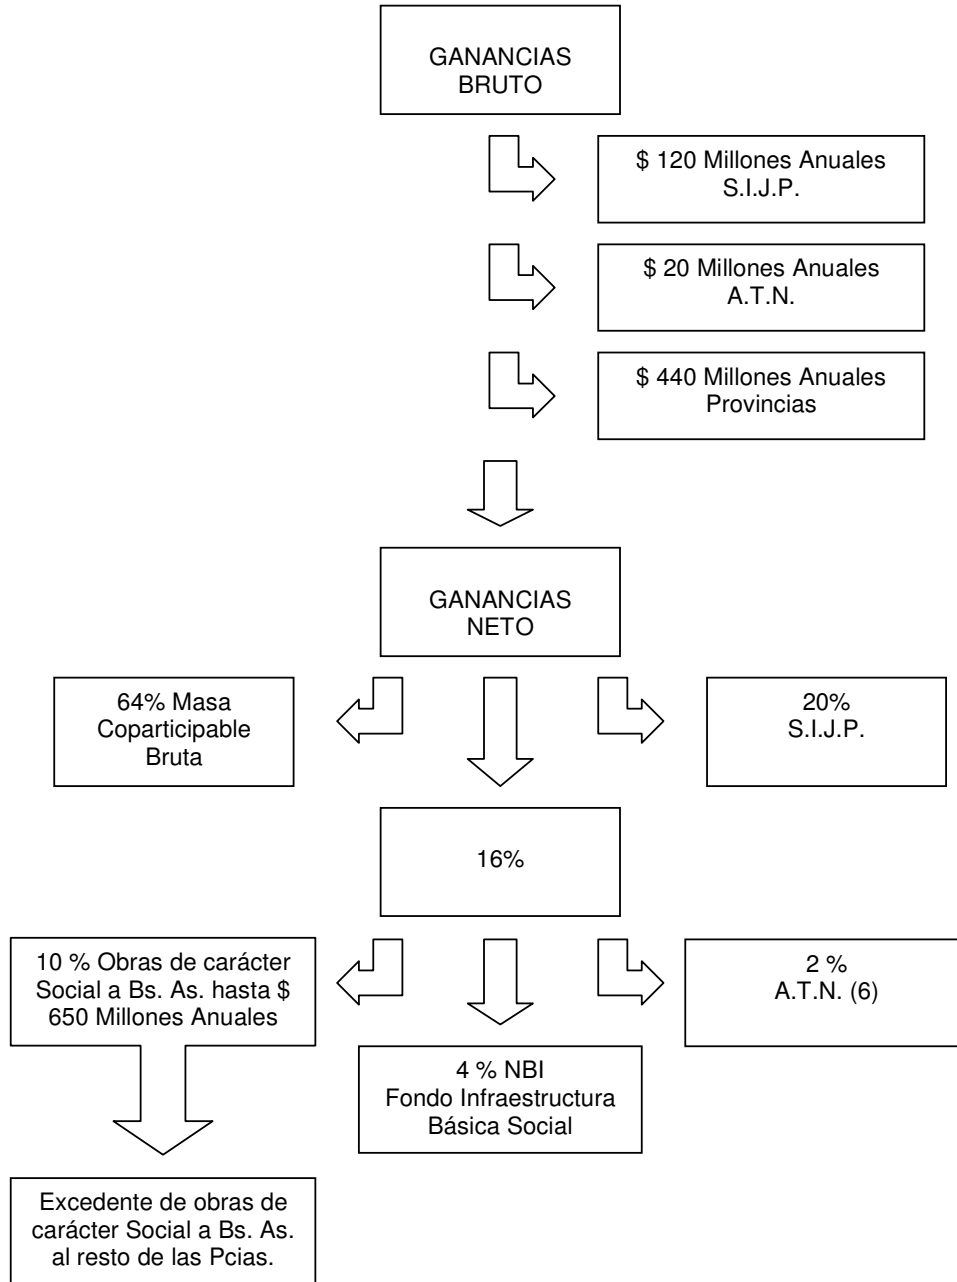 GANANCIAS
BRUTO
$ 120 Millones Anuales
S.I.J.P.
$ 20 Millones Anuales
A.T.N.
$ 440 Millones Anuales
Provincias
GANANCIAS
NETO
64% Masa
Coparticipable
Bruta
20%
S.I.J.P.
16%
10 % Obras de carácter
Social a Bs. As. hasta $
650 Millones Anuales
2 %
A.T.N. (6)
4 % NBI
Fondo Infraestructura
Básica Social
Excedente de obras de
carácter Social a Bs. As.
al resto de las Pcias.